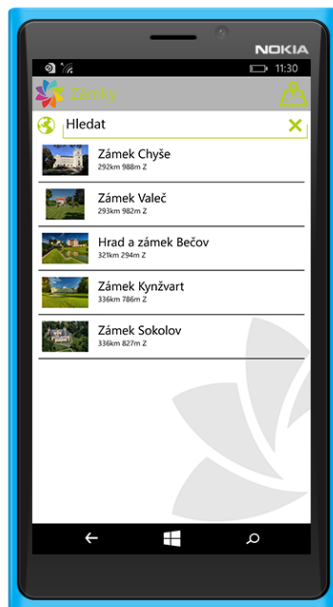 NOKIA
11:30
Zámky
Hledat
Zámek Chyše
292km 988m Z
Zámek Valeč
293km 982m Z
Hrad a zámek Bečov
321km 294m Z
Zámek Kynžvart
336km 786m Z
Zámek Sokolov
336km 827m Z